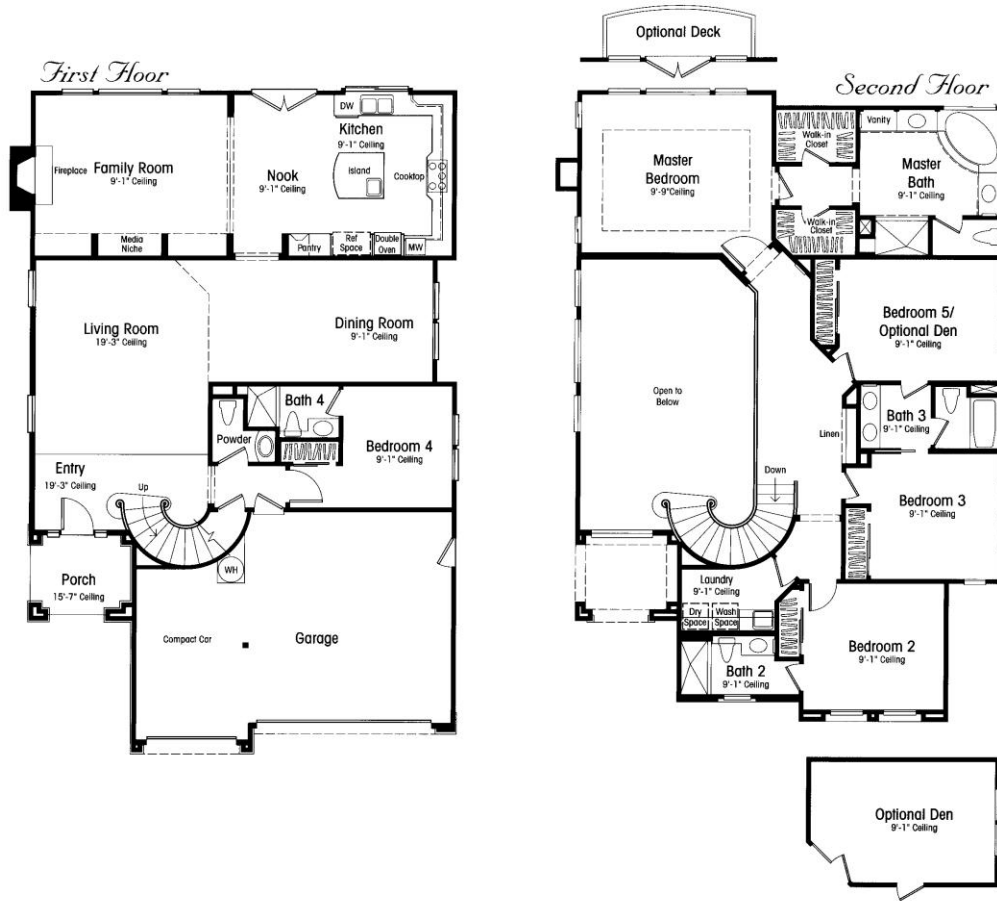 First Floor
Fireplace
Family Room
9'-1" Ceiling
Media
Niche
Nook
9'-1" Ceiling
DW
Kitchen
9'-1" Ceiling
Island
Cooktop
Pantry
Ref
Space
Double
Oven
MW
Living Room
19'-3" Ceiling
Dining Room
9'-1" Ceiling
Bath 4
Powder
Bedroom 4
9'-1" Ceiling
Entry
19'-3" Ceiling
Up
Porch
15'-7" Ceiling
WH
Compact Car
Garage
Optional Deck
Second Floor
Master
Bedroom
9'-9"Ceiling
Walk-in
Closet
Vanity
Master
Bath
9'-1" Ceiling
Walk-in
Closet
Bedroom 5/
Optional Den
9'-1" Ceiling
Open to
Below
Bath 3
9'-1" Ceiling
Linen
Down
Bedroom 3
9'-1" Ceiling
Laundry
9'-1" Ceiling
Dry
Space
Wash
Space
Bath 2
9'-1" Ceiling
Bedroom 2
9'-1" Ceiling
Optional Den
9'-1" Ceiling